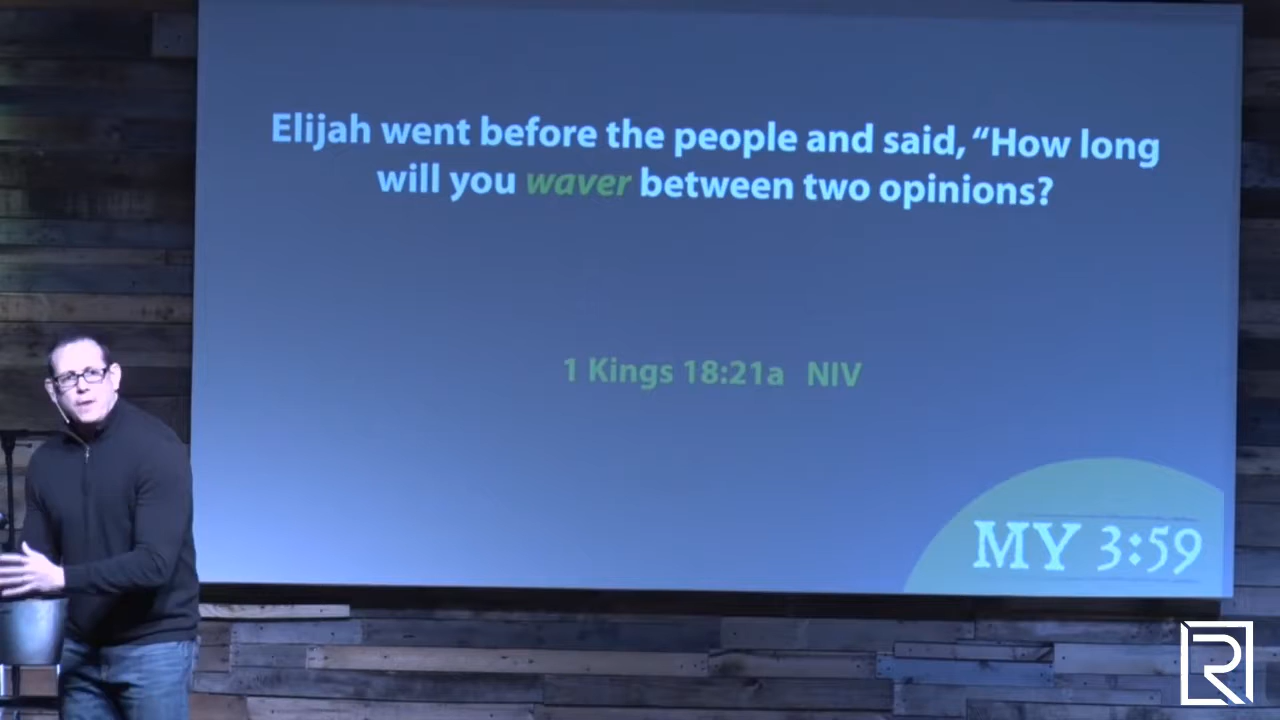 Elijah went before the people and said, “How long
will you waver between two opinions?
1 Kings 18:21a NIV
MY 3:59
R